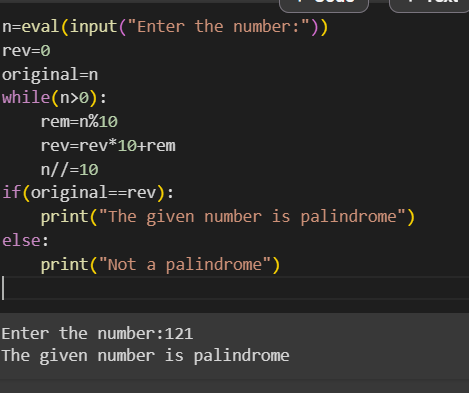 n=eval(input("Enter the number:"))
rev=0
original=n
while(n>0):
    rem=n%10
    rev=rev*10+rem
    n//=10
if(original==rev):
    print("The given number is palindrome")
else:
    print("Not a palindrome")
Enter the number:121
The given number is palindrome